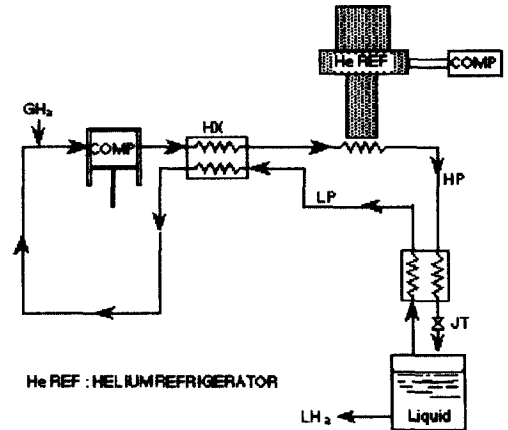 He REF
COMP
GH₂
COMP
HX
HP
LP
JT
He REF : HELIUM REFRIGERATOR
LH₂
Liquid